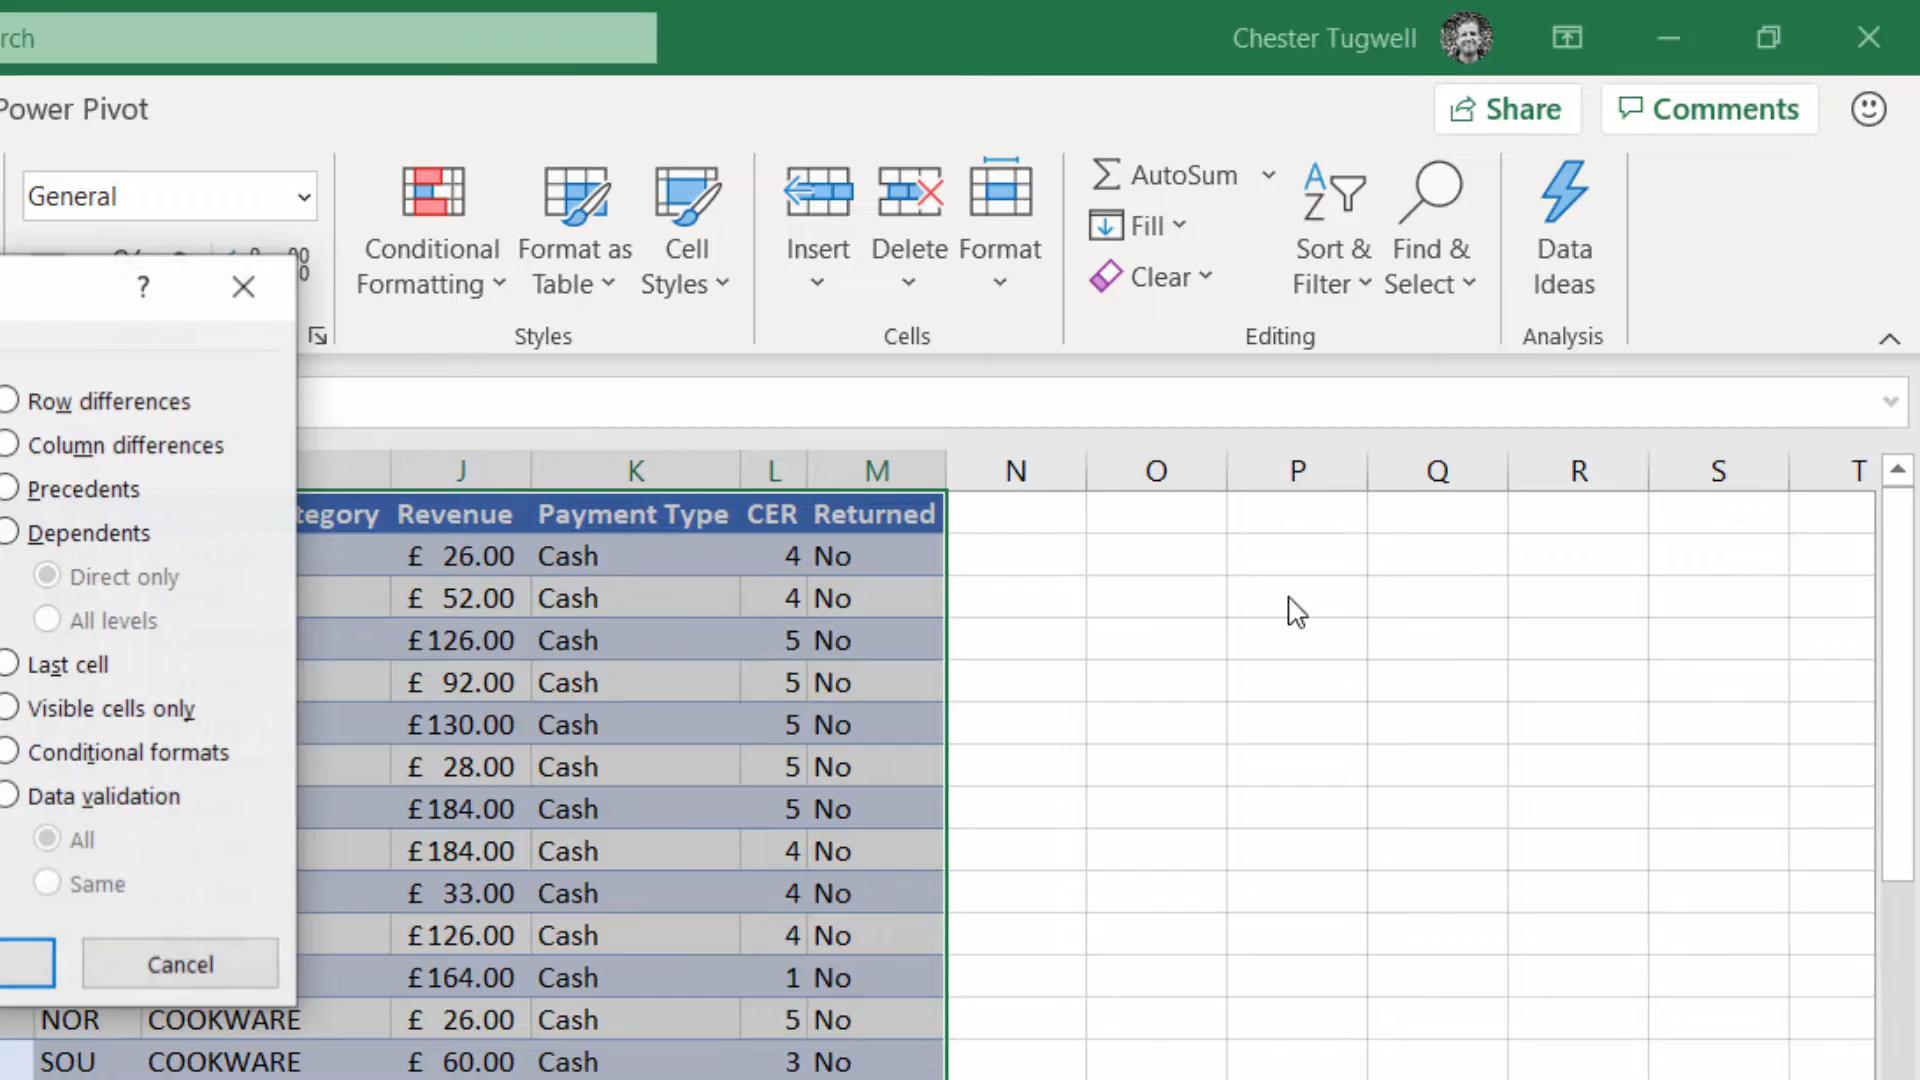 rch
Chester Tugwell
Power Pivot
Share
Comments
General
Conditional Formatting
Format as Table
Cell Styles
Insert
Delete
Format
AutoSum
Fill
Clear
Sort & Filter
Find & Select
Data Ideas
Styles
Cells
Editing
Analysis
?
Row differences
Column differences
Precedents
Dependents
Direct only
All levels
Last cell
Visible cells only
Conditional formats
Data validation
All
Same
Cancel
J K L M N O P Q R S T
tegory Revenue Payment Type CER Returned
£ 26.00 Cash 4 No
£ 52.00 Cash 4 No
£126.00 Cash 5 No
£ 92.00 Cash 5 No
£130.00 Cash 5 No
£ 28.00 Cash 5 No
£184.00 Cash 5 No
£184.00 Cash 4 No
£ 33.00 Cash 4 No
£126.00 Cash 4 No
£164.00 Cash 1 No
NOR COOKWARE £ 26.00 Cash 5 No
SOU COOKWARE £ 60.00 Cash 3 No